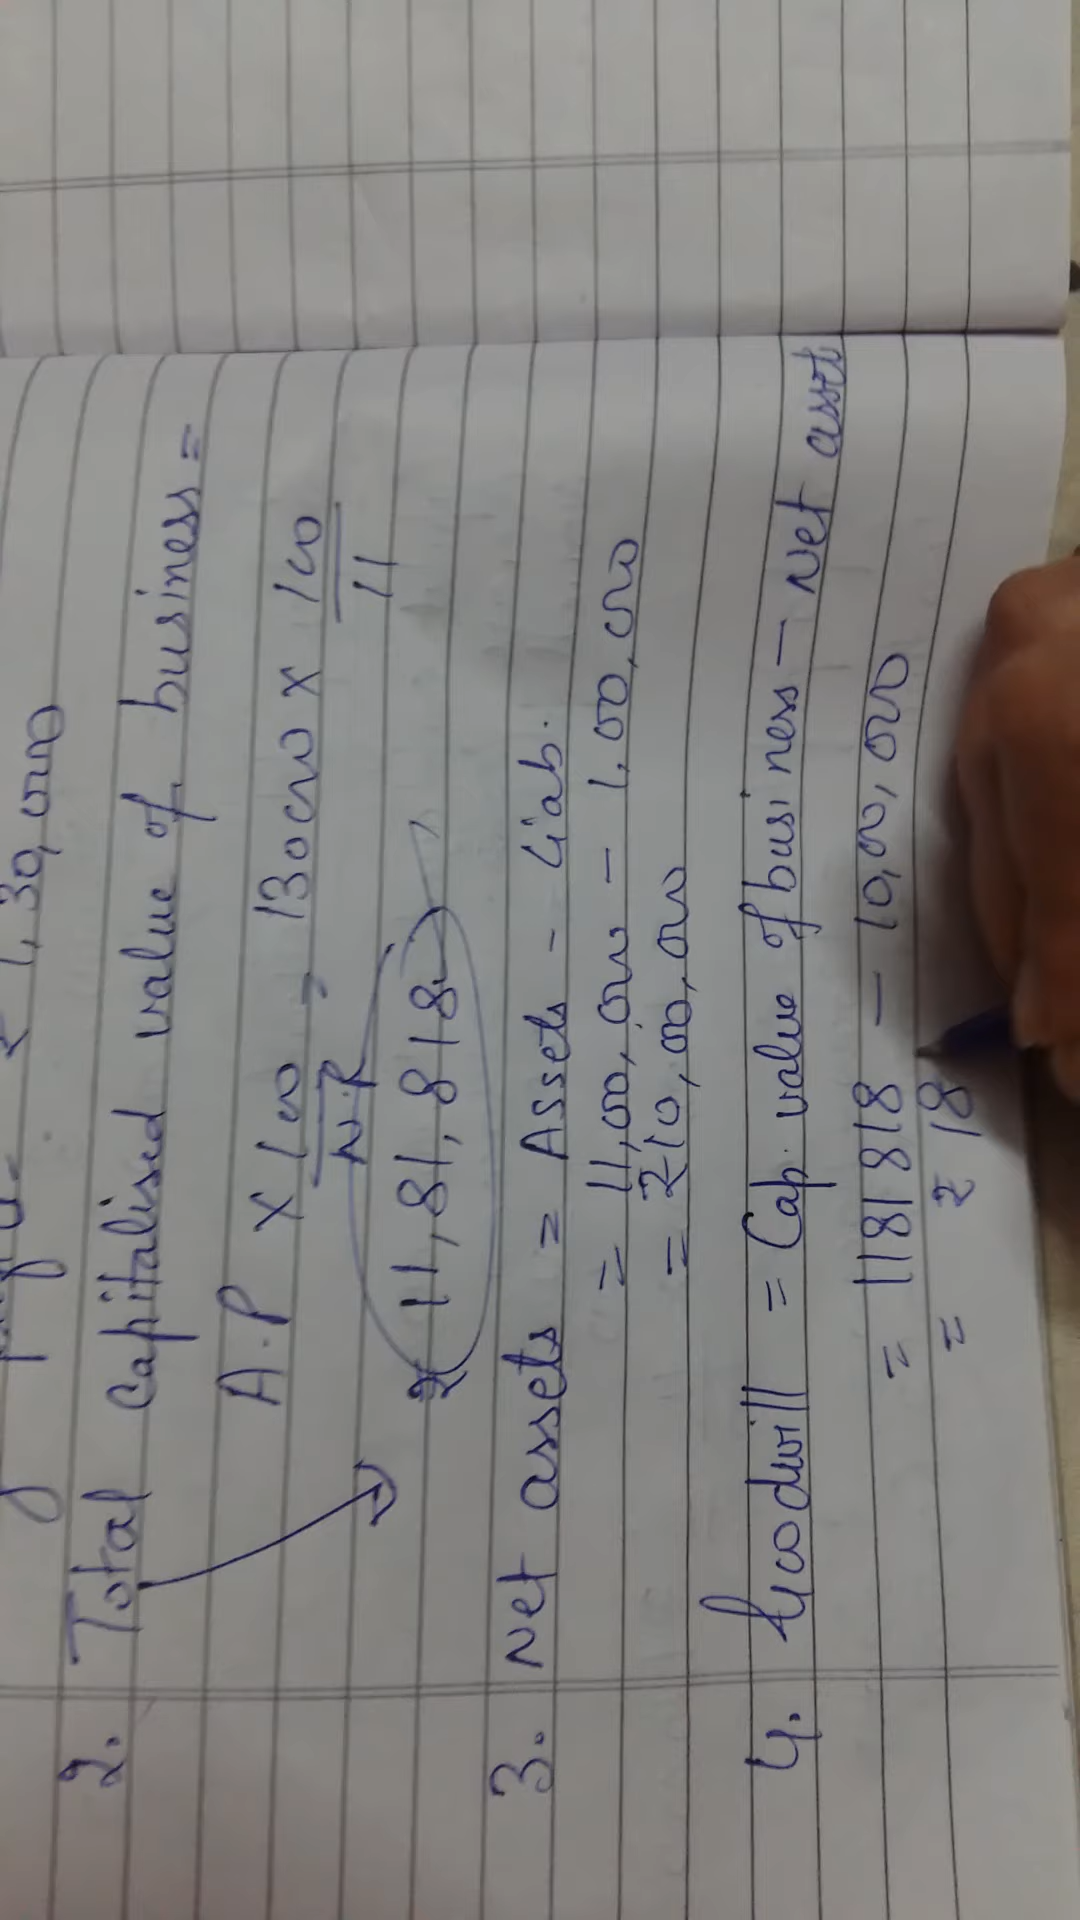 ₹ 1,30,000
2. Total Capitalised value of business =
A.P × 100/N.R = 130000 × 100/11
₹ 11,81,818
3. Net assets = Assets - Liab.
= 11,00,000 - 1,00,000
= ₹10,00,000
4. Goodwill = Cap. value of business - Net asset
= 1181818 - 10,00,000
= ₹ 18